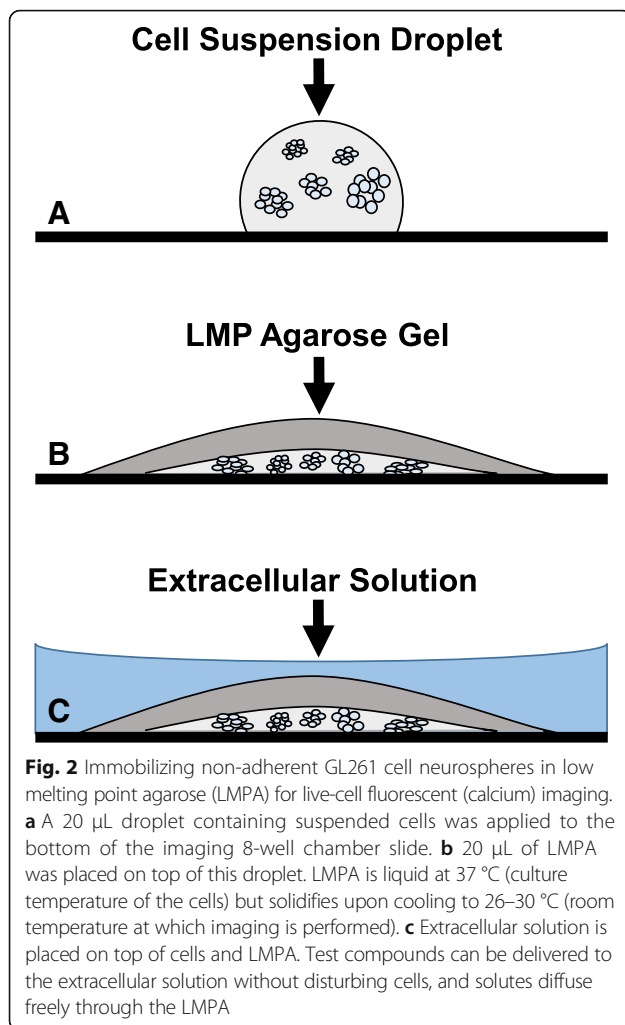 Cell Suspension Droplet
A
LMP Agarose Gel
B
Extracellular Solution
C
Fig. 2 Immobilizing non-adherent GL261 cell neurospheres in low
melting point agarose (LMPA) for live-cell fluorescent (calcium) imaging.
a A 20 μL droplet containing suspended cells was applied to the
bottom of the imaging 8-well chamber slide. b 20 μL of LMPA
was placed on top of this droplet. LMPA is liquid at 37 °C (culture
temperature of the cells) but solidifies upon cooling to 26–30 °C (room
temperature at which imaging is performed). c Extracellular solution is
placed on top of cells and LMPA. Test compounds can be delivered to
the extracellular solution without disturbing cells, and solutes diffuse
freely through the LMPA